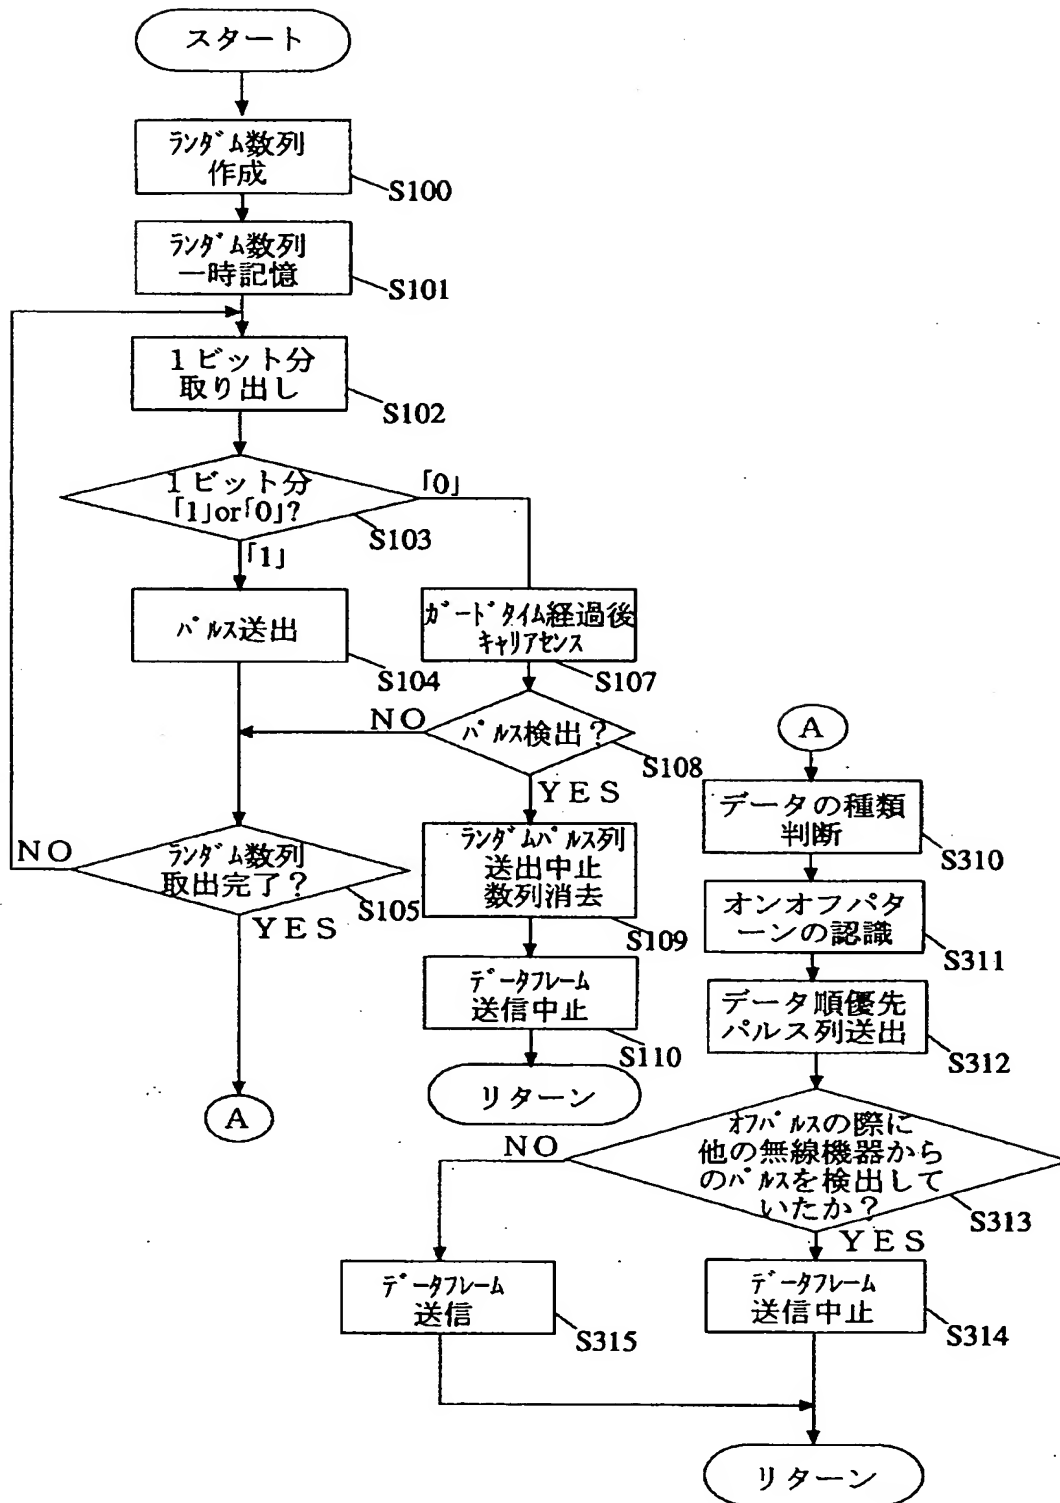 スタート
ランダム数列
作成
S100
ランダム数列
一時記憶
S101
1ビット分
取り出し
S102
1ビット分
「1」or「0」?
「0」
S103
「1」
パルス送出
S104
ガードタイム経過後
キャリアセンス
S107
NO
パルス検出?
S108
YES
ランダム数列
取出完了?
NO
S105
YES
A
ランダムパルス列
送出中止
数列消去
S109
データフレーム
送信中止
S110
リターン
A
データの種類
判断
S310
オンオフパタ
ーンの認識
S311
データ順優先
パルス列送出
S312
オフパルスの際に
他の無線機器から
のパルスを検出して
いたか?
NO
S313
YES
データフレーム
送信
S315
データフレーム
送信中止
S314
リターン